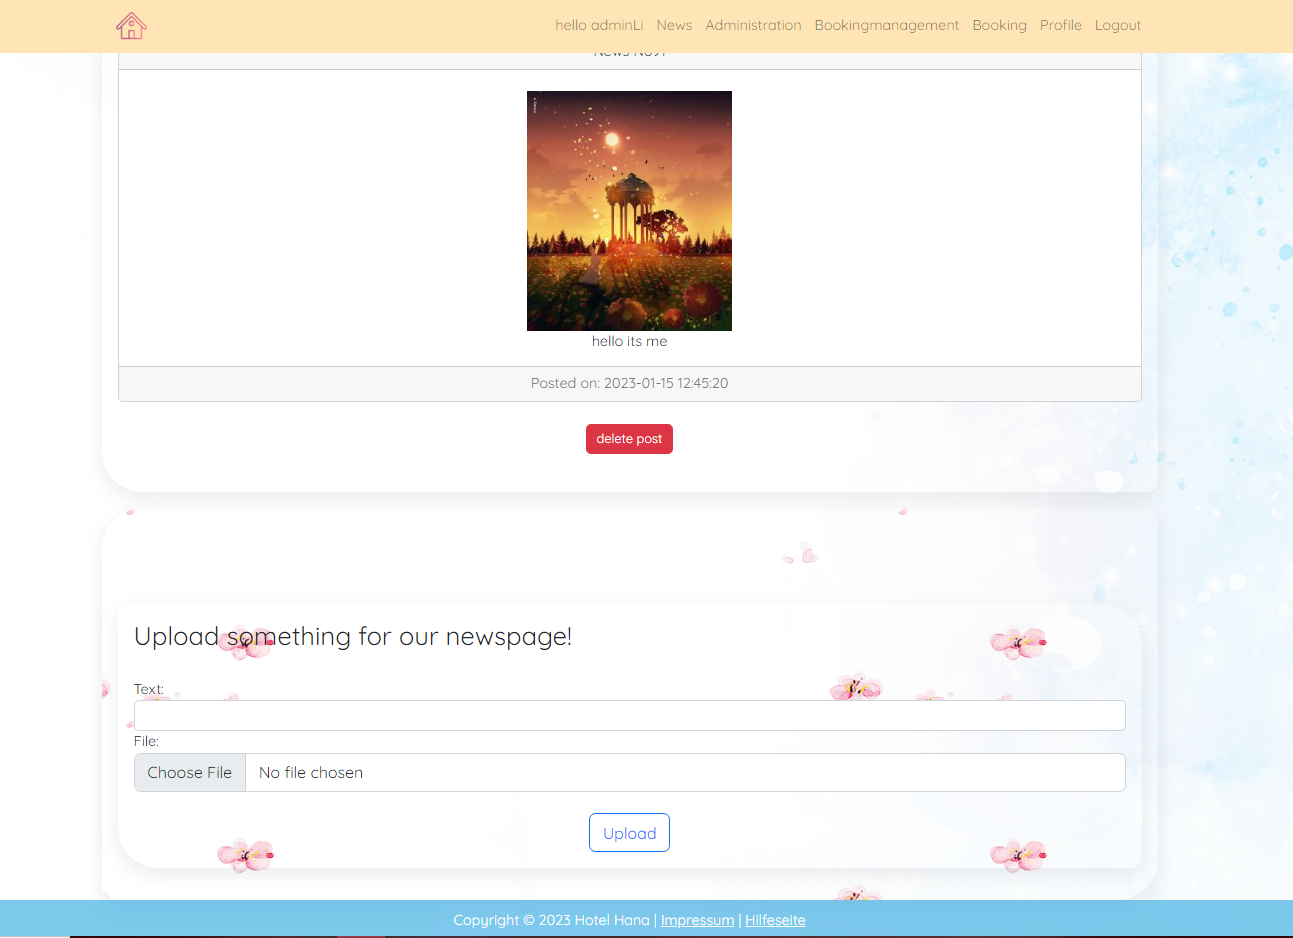 hello adminLi News Administration Bookingmanagement Booking Profile Logout
hello its me
Posted on: 2023-01-15 12:45:20
delete post
Upload something for our newspage!
Text:
File:
Choose File No file chosen
Upload
Copyright © 2023 Hotel Hana | Impressum | Hilfeseite